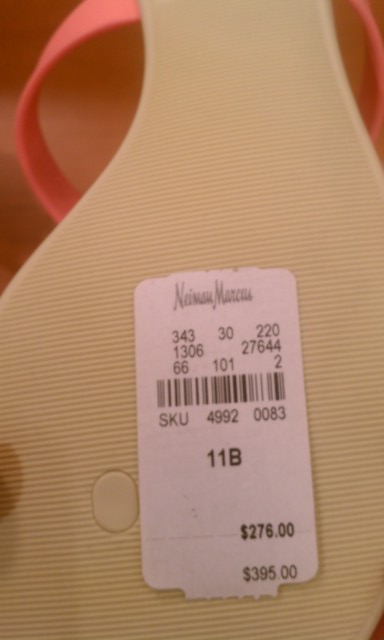 Neiman Marcus
343 30 220
1306 27644
66 101 2
SKU 4992 0083
11B
$276.00
$395.00